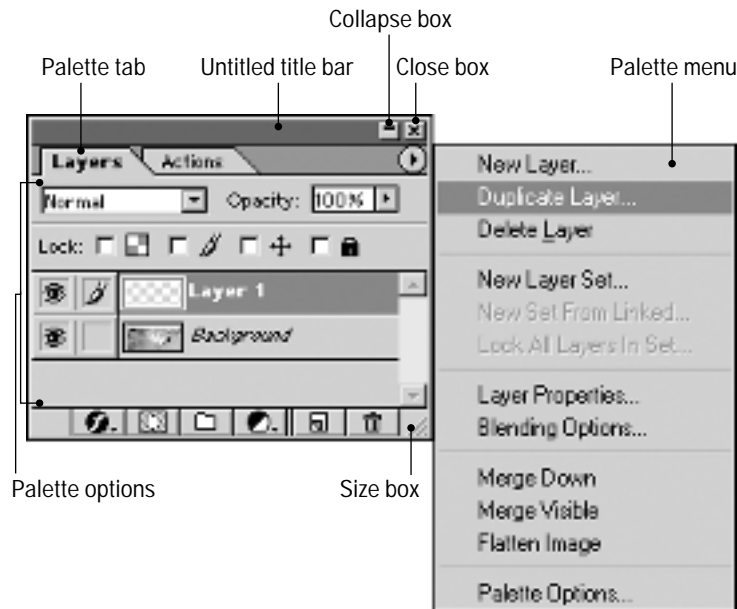 Collapse box
Palette tab
Untitled title bar
Close box
Palette menu
Layers
Actions
Normal
Opacity: 100%
Lock:
Layer 1
Background
New Layer...
Duplicate Layer...
Delete Layer
New Layer Set...
New Set From Linked...
Lock All Layers In Set...
Layer Properties...
Blending Options...
Merge Down
Merge Visible
Flatten Image
Palette Options...
Palette options
Size box